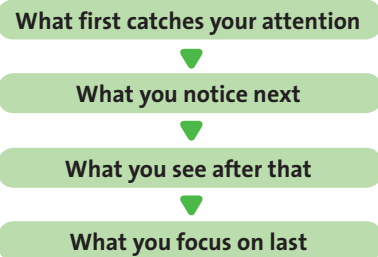 What first catches your attention
What you notice next
What you see after that
What you focus on last